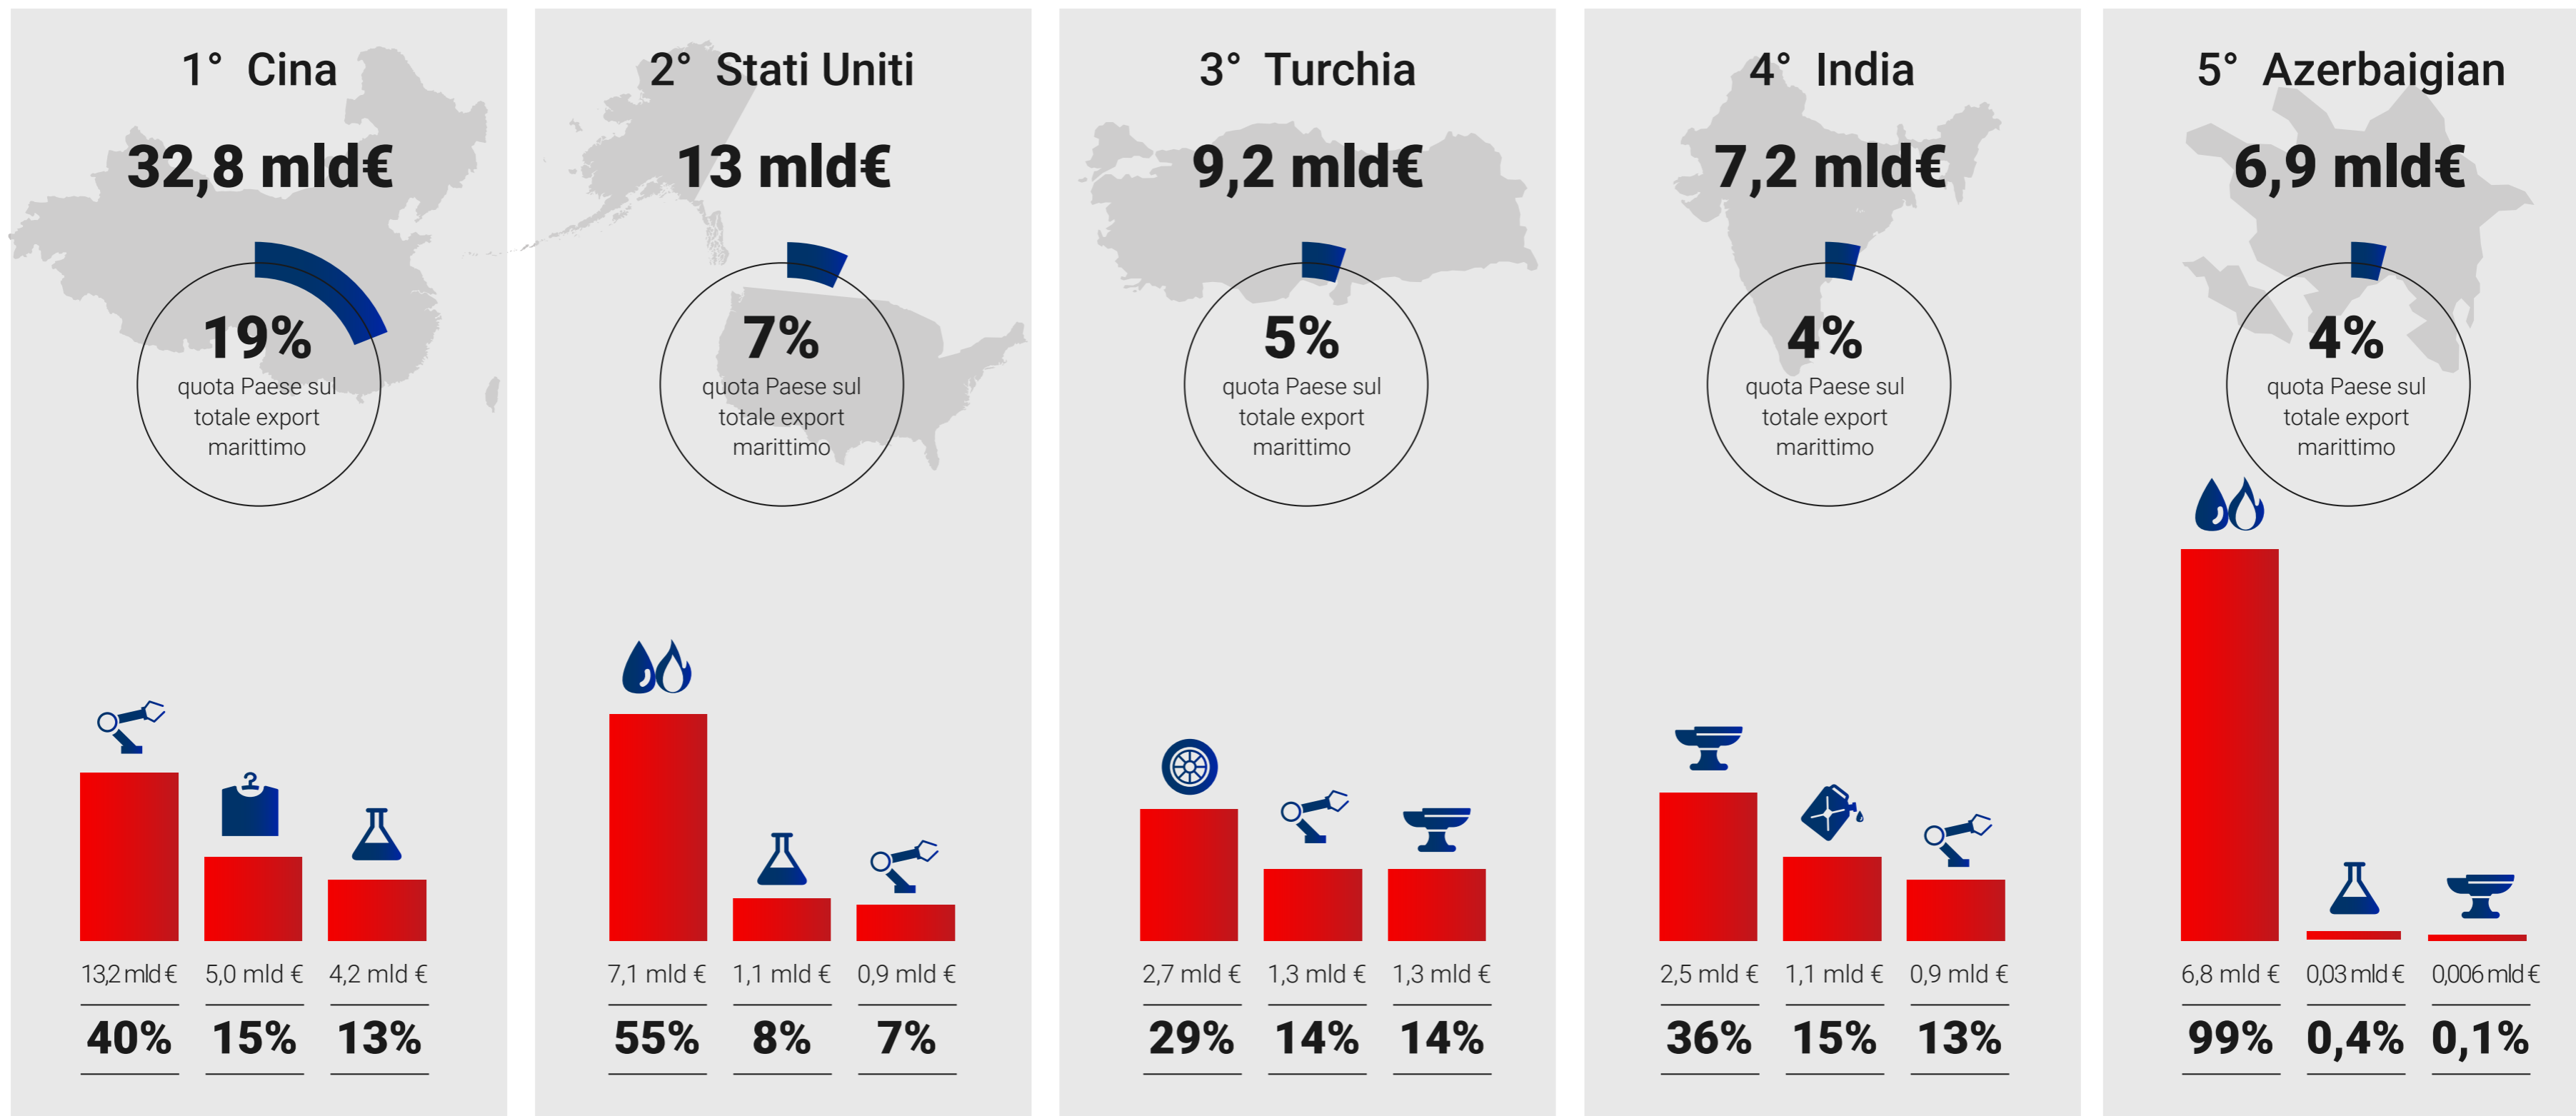 1° Cina
32,8 mld€
19%
quota Paese sul
totale export
marittimo
13,2 mld € 5,0 mld € 4,2 mld €
40% 15% 13%
2° Stati Uniti
13 mld€
7%
quota Paese sul
totale export
marittimo
7,1 mld € 1,1 mld € 0,9 mld €
55% 8% 7%
3° Turchia
9,2 mld€
5%
quota Paese sul
totale export
marittimo
2,7 mld € 1,3 mld € 1,3 mld €
29% 14% 14%
4° India
7,2 mld€
4%
quota Paese sul
totale export
marittimo
2,5 mld € 1,1 mld € 0,9 mld €
36% 15% 13%
5° Azerbaigian
6,9 mld€
4%
quota Paese sul
totale export
marittimo
6,8 mld € 0,03 mld € 0,006 mld €
99% 0,4% 0,1%